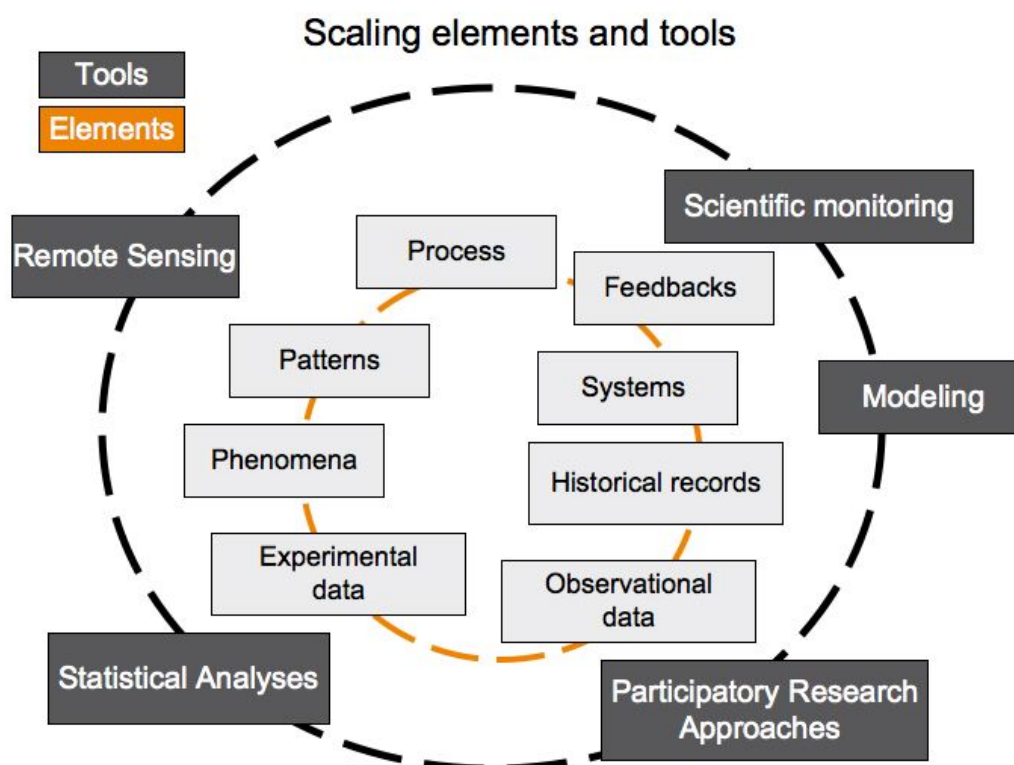 Scaling elements and tools
Tools
Elements
Scientific monitoring
Remote Sensing
Process
Feedbacks
Patterns
Systems
Modeling
Phenomena
Historical records
Experimental
data
Observational
data
Statistical Analyses
Participatory Research
Approaches